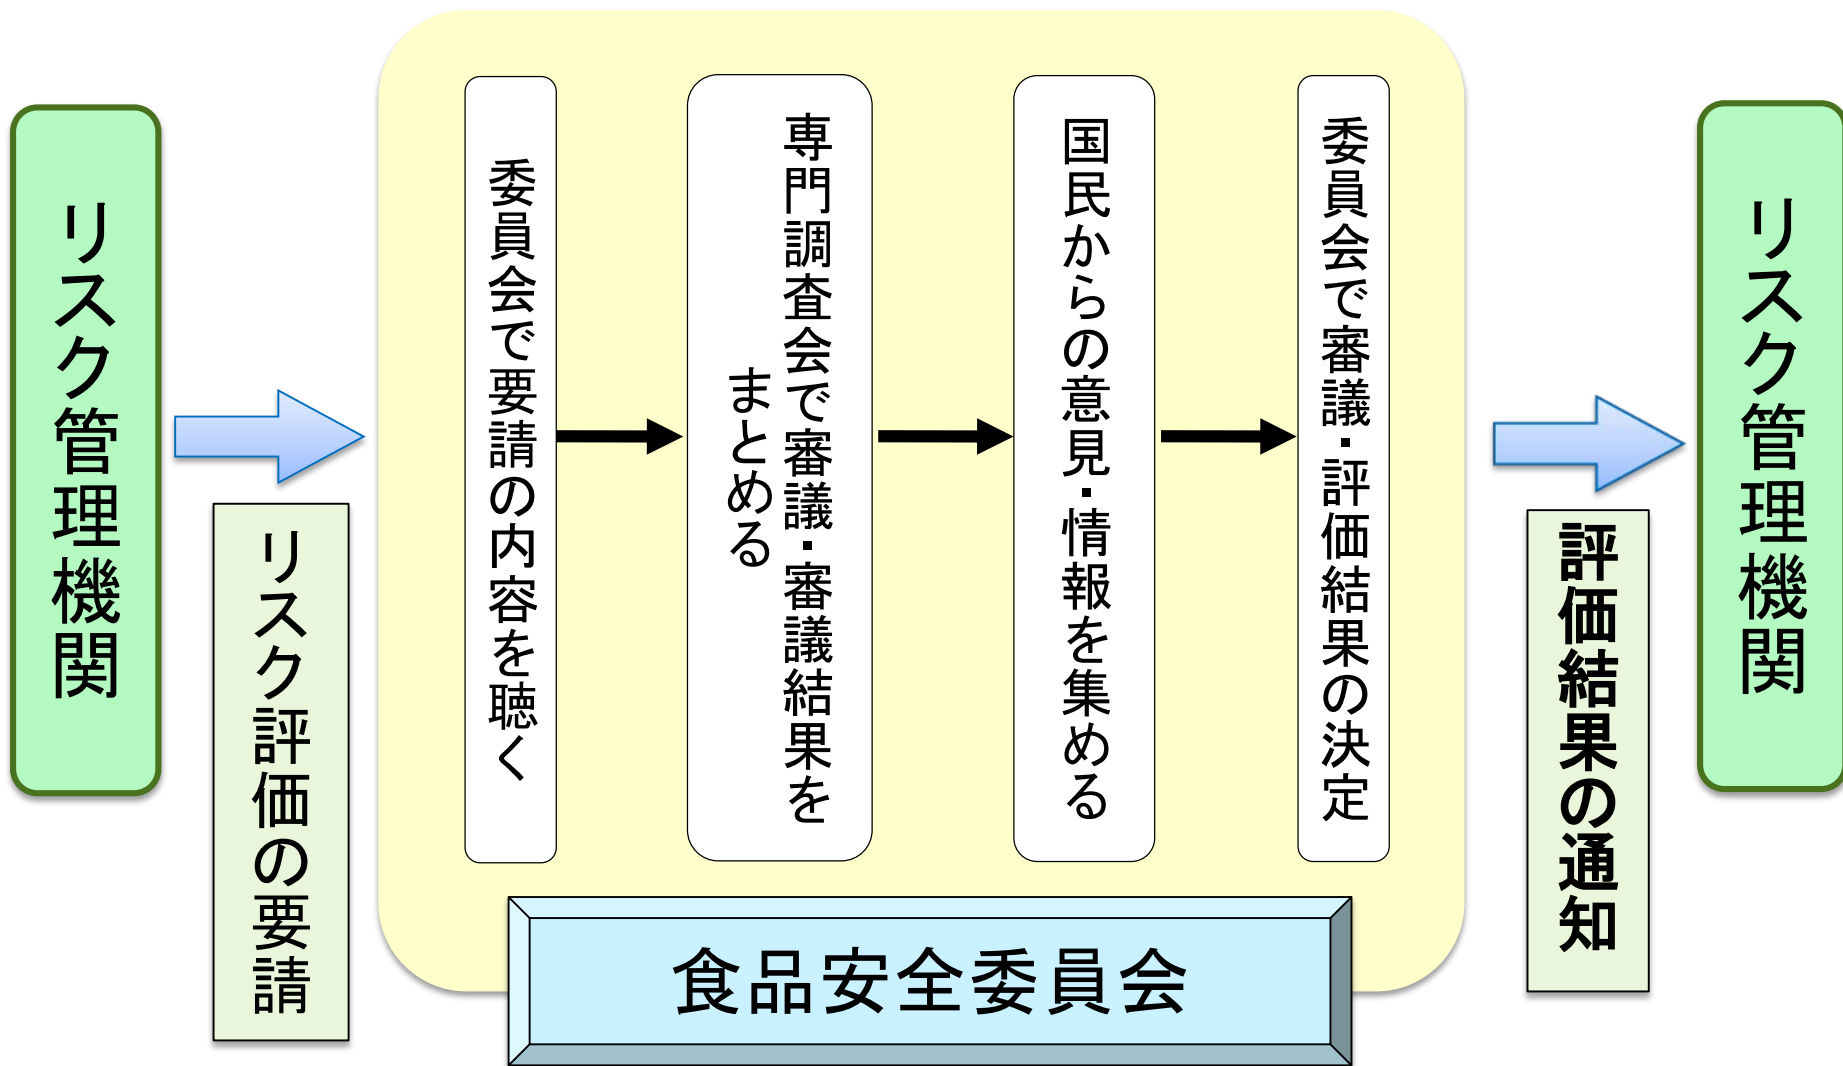 リスク管理機関
リスク評価の要請
委員会で要請の内容を聴く
専門調査会で審議・審議結果を
まとめる
国民からの意見・情報を集める
委員会で審議・評価結果の決定
食品安全委員会
評価結果の通知
リスク管理機関